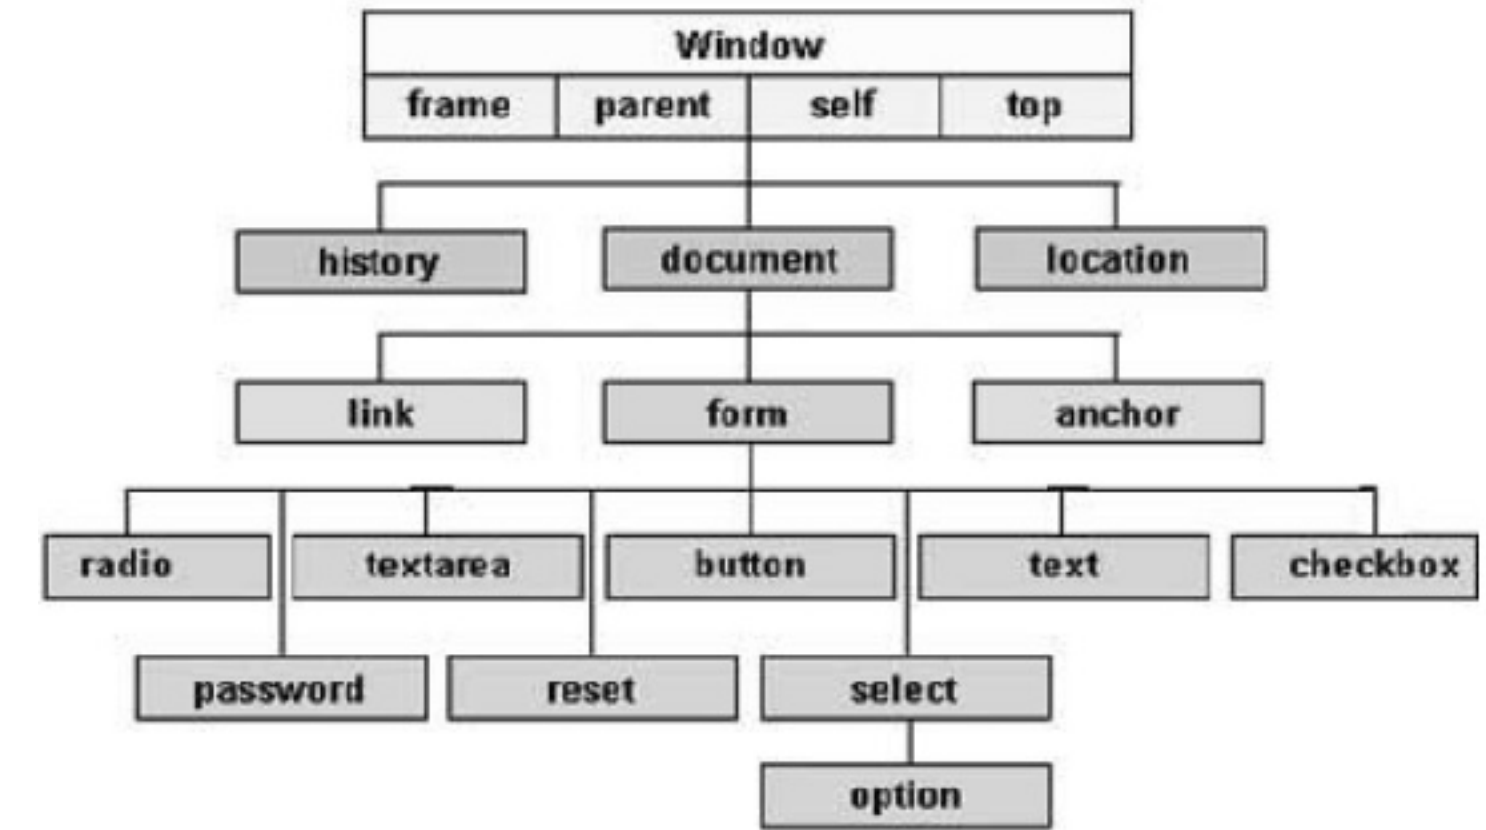 Window
frame parent self top
history document location
link form anchor
radio textarea button text checkbox
password reset select
option